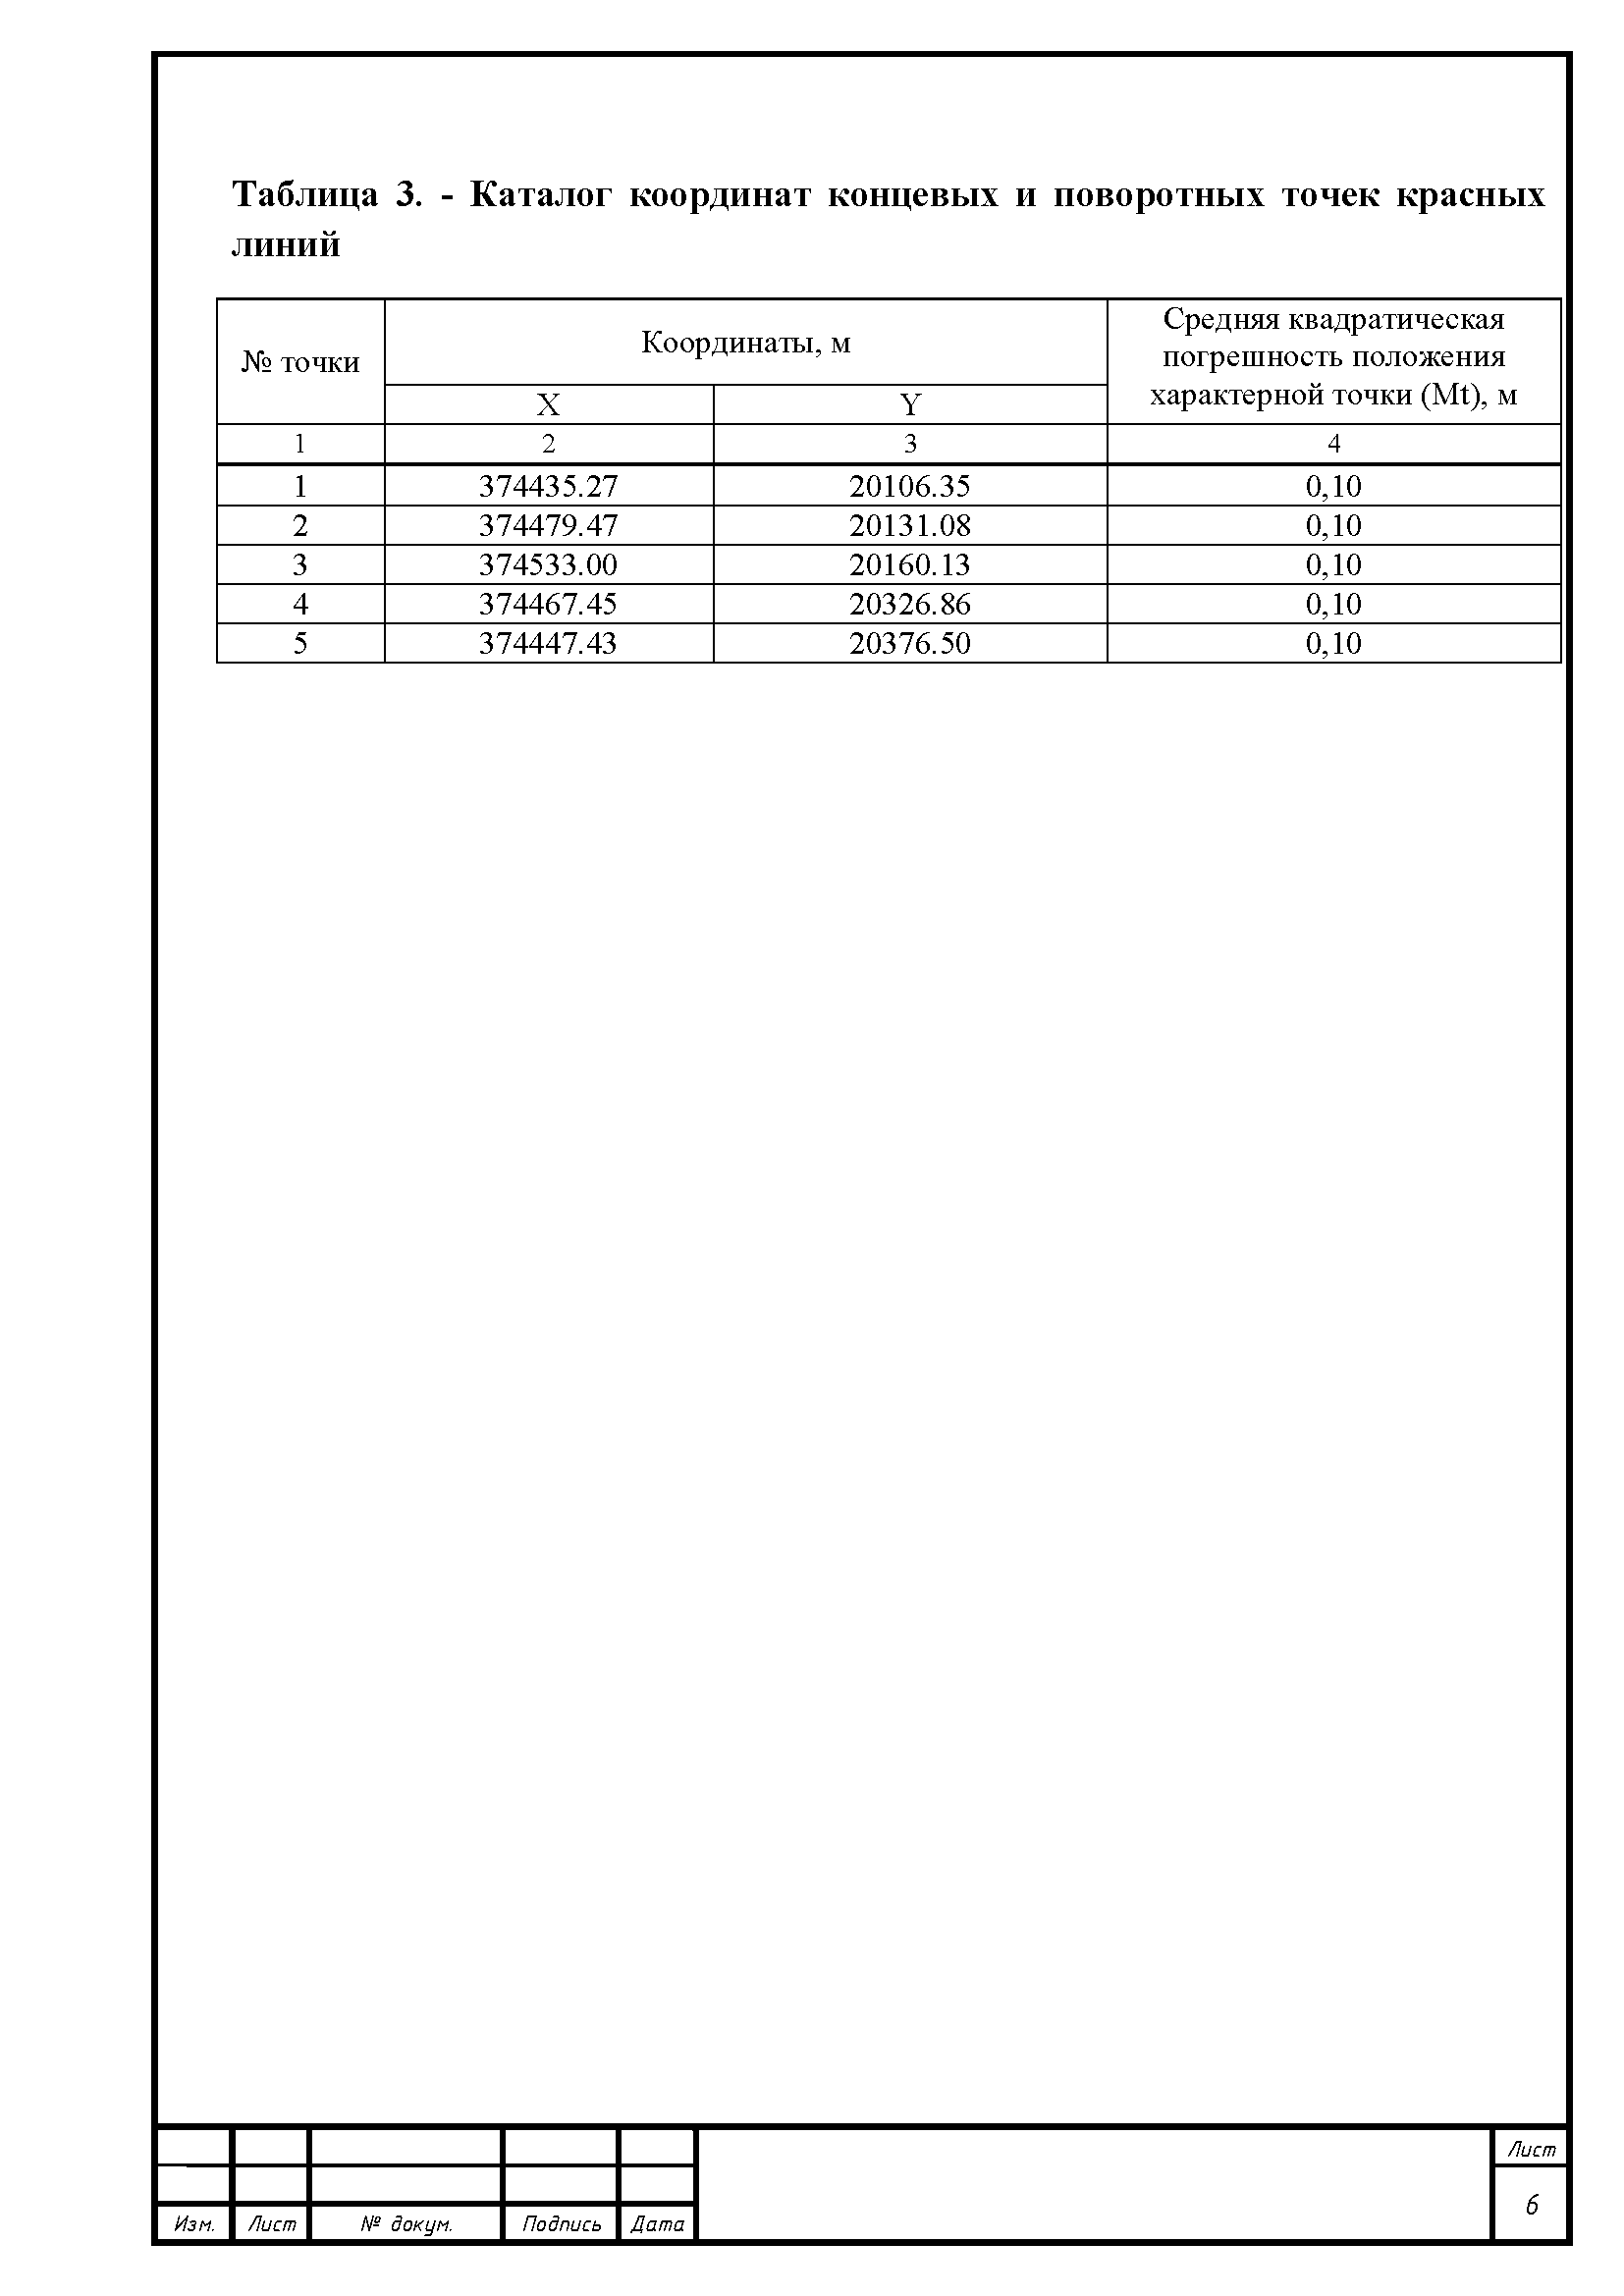 Таблица 3. - Каталог координат концевых и поворотных точек красных
линий
№ точки
Координаты, м
Средняя квадратическая
погрешность положения
характерной точки (Mt), м
X Y
1 2 3 4
1 374435.27 20106.35 0,10
2 374479.47 20131.08 0,10
3 374533.00 20160.13 0,10
4 374467.45 20326.86 0,10
5 374447.43 20376.50 0,10
Лист
6
Изм. Лист № докум. Подпись Дата